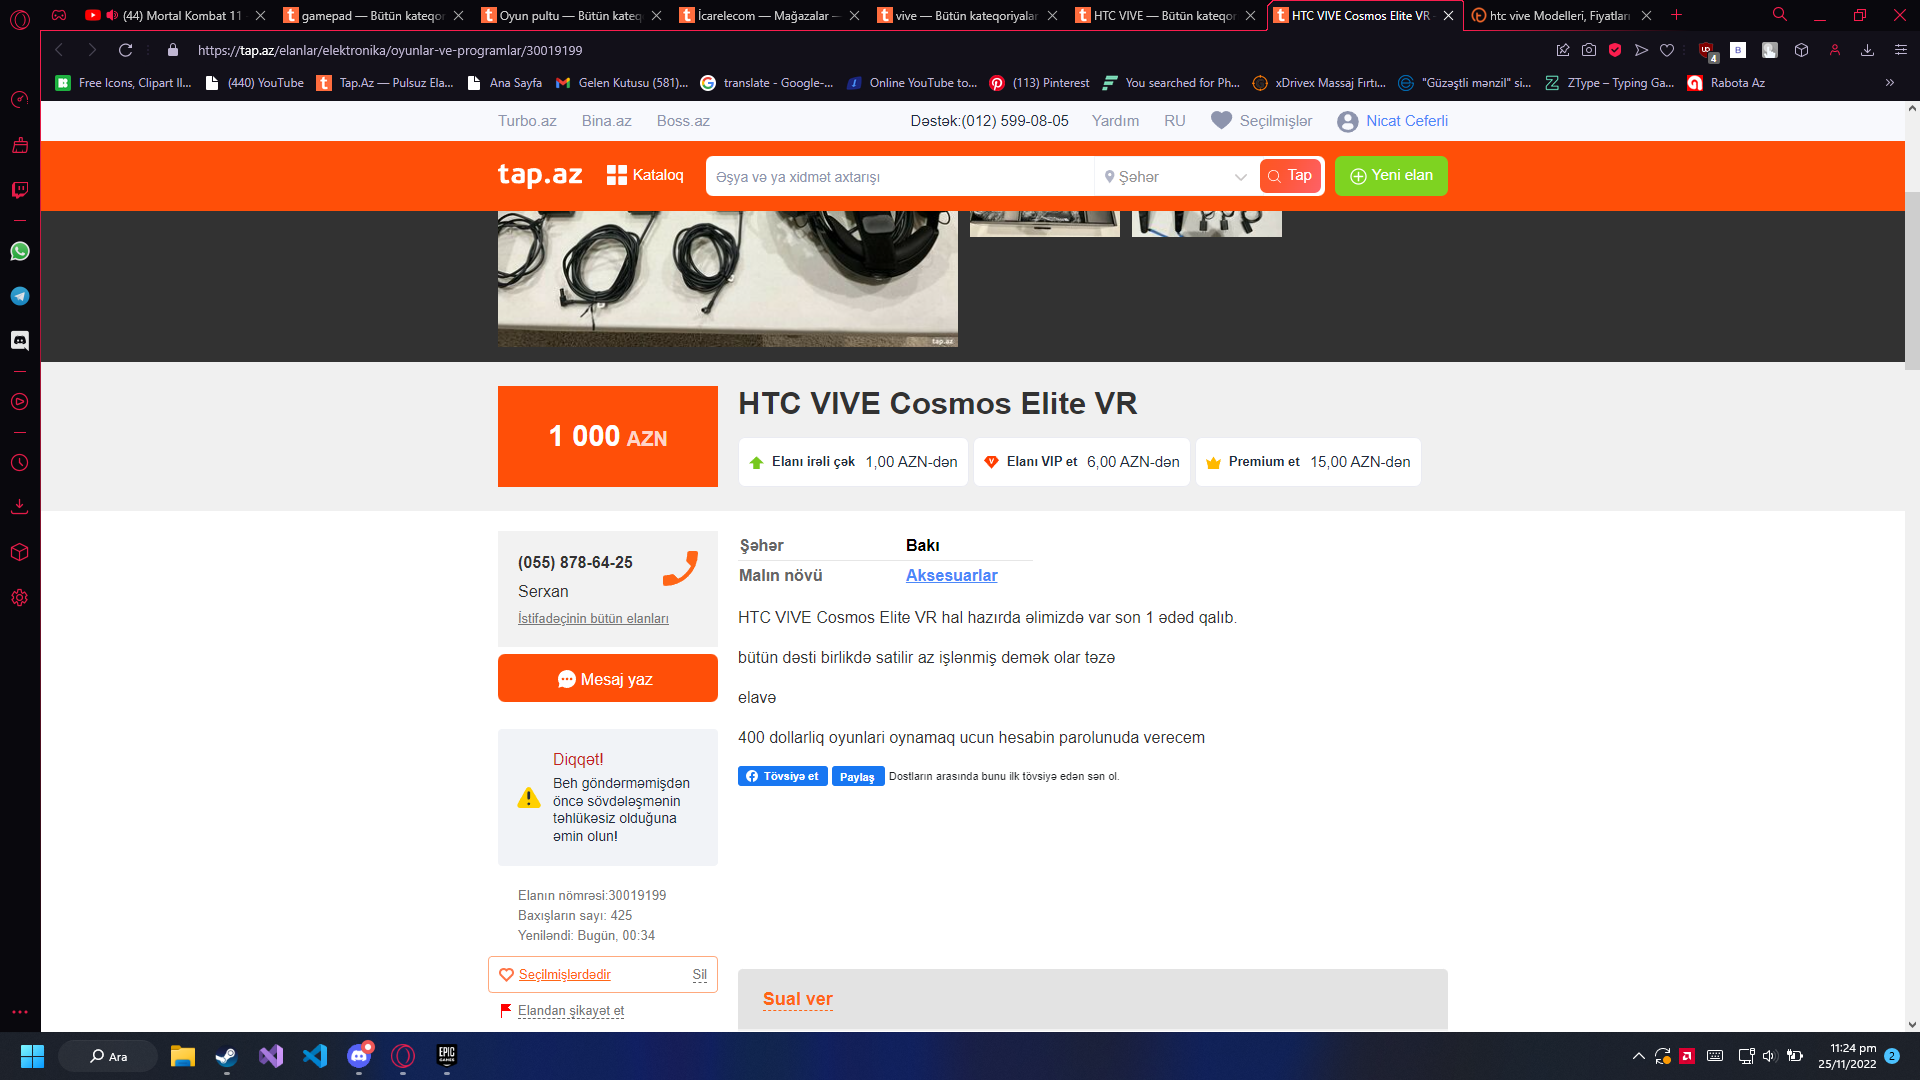 (44) Mortal Kombat 11
gamepad — Bütün kateqor
Oyun pultu — Bütün kateq
İcarelecom — Mağazalar —
vive — Bütün kateqoriyalar
HTC VIVE — Bütün kateqor
HTC VIVE Cosmos Elite VR
htc vive Modelleri, Fiyatları
https://tap.az/elanlar/elektronika/oyunlar-ve-programlar/30019199
4
Free Icons, Clipart Il...
(440) YouTube
Tap.Az — Pulsuz Ela...
Ana Sayfa
Gelen Kutusu (581)...
translate - Google-...
Online YouTube to...
(113) Pinterest
You searched for Ph...
xDrivex Massaj Fırtı...
"Güzəştli mənzil" si...
ZType – Typing Ga...
Rabota Az
Turbo.az
Bina.az
Boss.az
Dəstək:(012) 599-08-05
Yardım
RU
Seçilmişlər
Nicat Ceferli
tap.az
Kataloq
Əşya və ya xidmət axtarışı
Şəhər
Tap
Yeni elan
tap.az
1 000 AZN
HTC VIVE Cosmos Elite VR
Elanı irəli çək 1,00 AZN-dən
Elanı VIP et 6,00 AZN-dən
Premium et 15,00 AZN-dən
(055) 878-64-25
Serxan
İstifadəçinin bütün elanları
Mesaj yaz
Şəhər Bakı
Malın növü Aksesuarlar
HTC VIVE Cosmos Elite VR hal hazırda əlimizdə var son 1 ədəd qalıb.
bütün dəsti birlikdə satilir az işlənmiş demək olar təzə
elavə
400 dollarliq oyunlari oynamaq ucun hesabin parolunuda verecem
Tövsiyə et
Paylaş
Dostların arasında bunu ilk tövsiyə edən sən ol.
Diqqət!
Beh göndərməmişdən
öncə sövdələşmənin
təhlükəsiz olduğuna
əmin olun!
Elanın nömrəsi:30019199
Baxışların sayı: 425
Yeniləndi: Bugün, 00:34
Seçilmişlərdədir
Sil
Elandan şikayət et
Sual ver
Ara
EPIC
GAMES
11:24 pm
25/11/2022
2